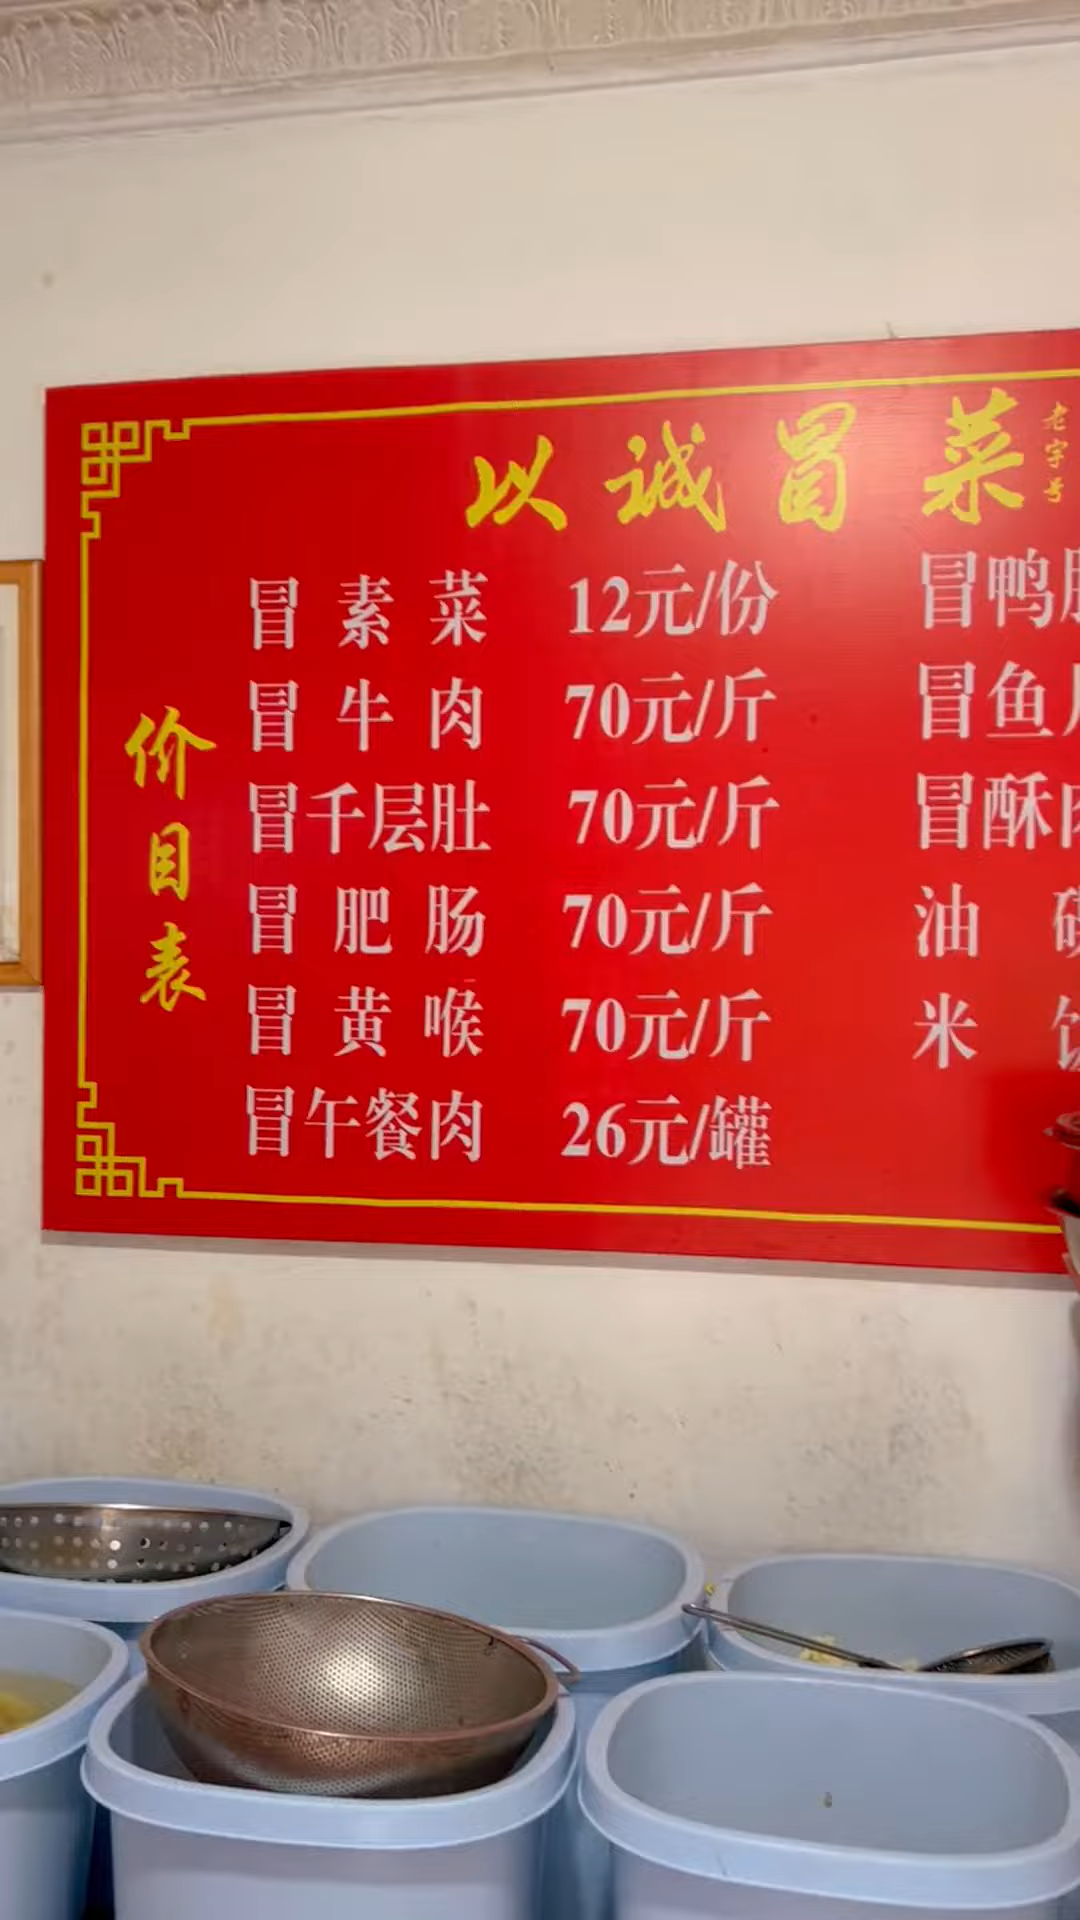 以诚冒菜
老字号
价目表
冒素菜 12元/份
冒牛肉 70元/斤
冒千层肚 70元/斤
冒肥肠 70元/斤
冒黄喉 70元/斤
冒午餐肉 26元/罐
冒鸭
冒鱼
冒酥
油
米